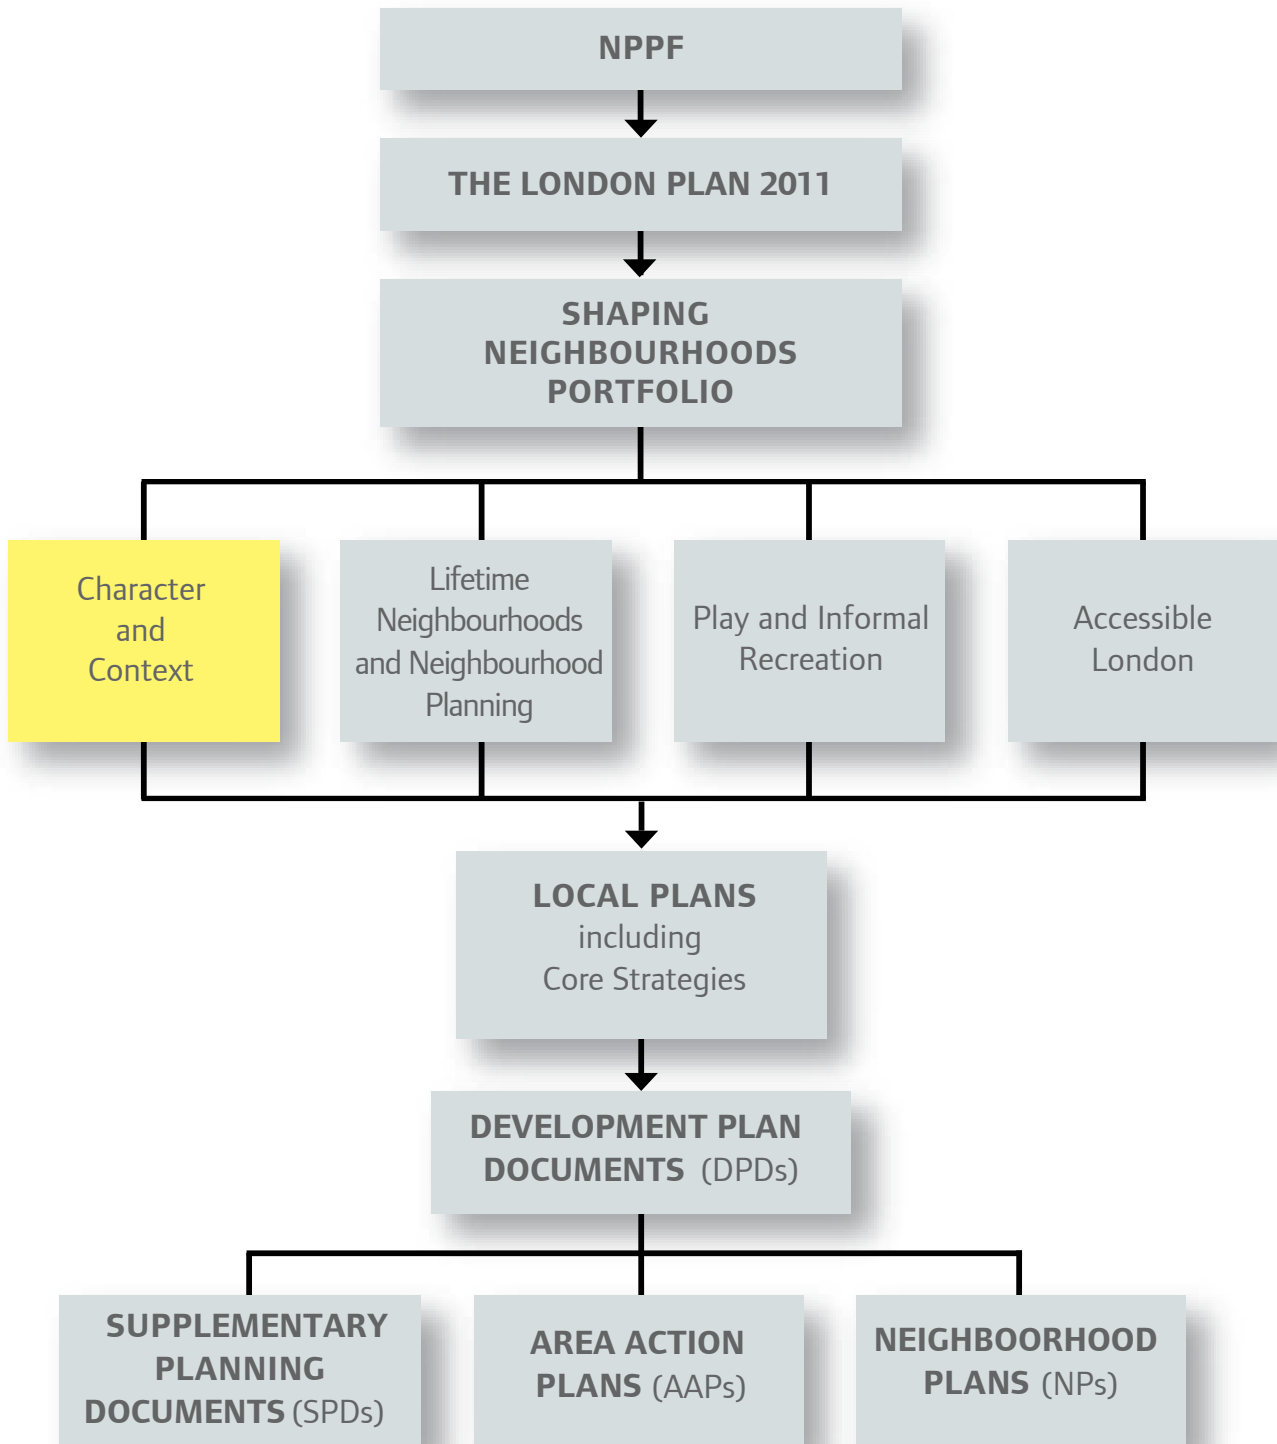 NPPF
THE LONDON PLAN 2011
SHAPING
NEIGHBOURHOODS
PORTFOLIO
Character
and
Context
Lifetime
Neighbourhoods
and Neighbourhood
Planning
Play and Informal
Recreation
Accessible
London
LOCAL PLANS
including
Core Strategies
DEVELOPMENT PLAN
DOCUMENTS (DPDs)
SUPPLEMENTARY
PLANNING
DOCUMENTS (SPDs)
AREA ACTION
PLANS (AAPs)
NEIGHBOORHOOD
PLANS (NPs)